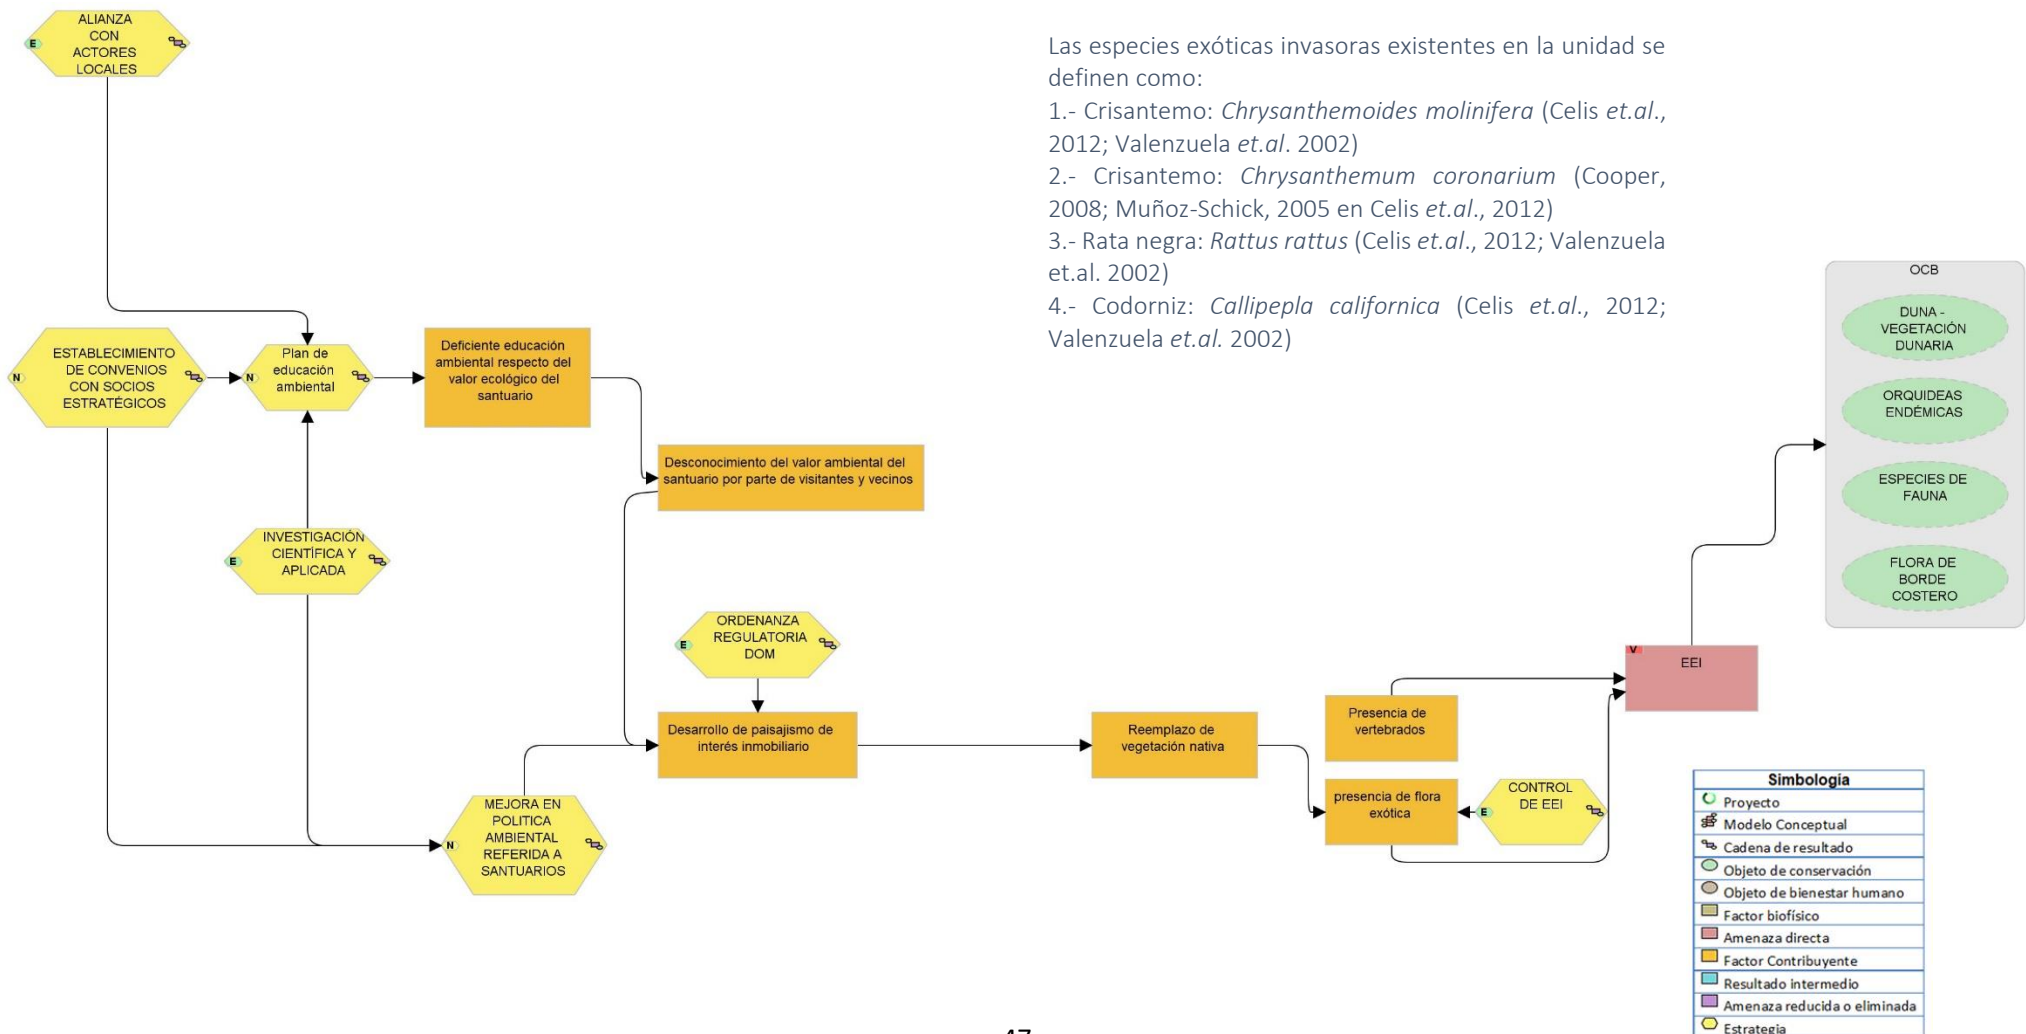 ALIANZA
CON
ACTORES
LOCALES
E
Las especies exóticas invasoras existentes en la unidad se
definen como:
1.- Crisantemo: Chrysanthemoides molinifera (Celis et.al.,
2012; Valenzuela et.al. 2002)
2.- Crisantemo: Chrysanthemum coronarium (Cooper,
2008; Muñoz-Schick, 2005 en Celis et.al., 2012)
3.- Rata negra: Rattus rattus (Celis et.al., 2012; Valenzuela
et.al. 2002)
4.- Codorniz: Callipepla californica (Celis et.al., 2012;
Valenzuela et.al. 2002)
ESTABLECIMIENTO
DE CONVENIOS
CON SOCIOS
ESTRATÉGICOS
N
Plan de
educación
ambiental
N
Deficiente educación
ambiental respecto del
valor ecológico del
santuario
Desconocimiento del valor ambiental del
santuario por parte de visitantes y vecinos
INVESTIGACIÓN
CIENTÍFICA Y
APLICADA
E
ORDENANZA
REGULATORIA
DOM
E
Desarrollo de paisajismo de
interés inmobiliario
MEJORA EN
POLITICA
AMBIENTAL
REFERIDA A
SANTUARIOS
N
Reemplazo de
vegetación nativa
Presencia de
vertebrados
presencia de flora
exótica
CONTROL
DE EEI
E
V
EEI
OCB
DUNA -
VEGETACIÓN
DUNARIA
ORQUIDEAS
ENDÉMICAS
ESPECIES DE
FAUNA
FLORA DE
BORDE
COSTERO
Simbología
Proyecto
Modelo Conceptual
Cadena de resultado
Objeto de conservación
Objeto de bienestar humano
Factor biofísico
Amenaza directa
Factor Contribuyente
Resultado intermedio
Amenaza reducida o eliminada
Estrategia
47